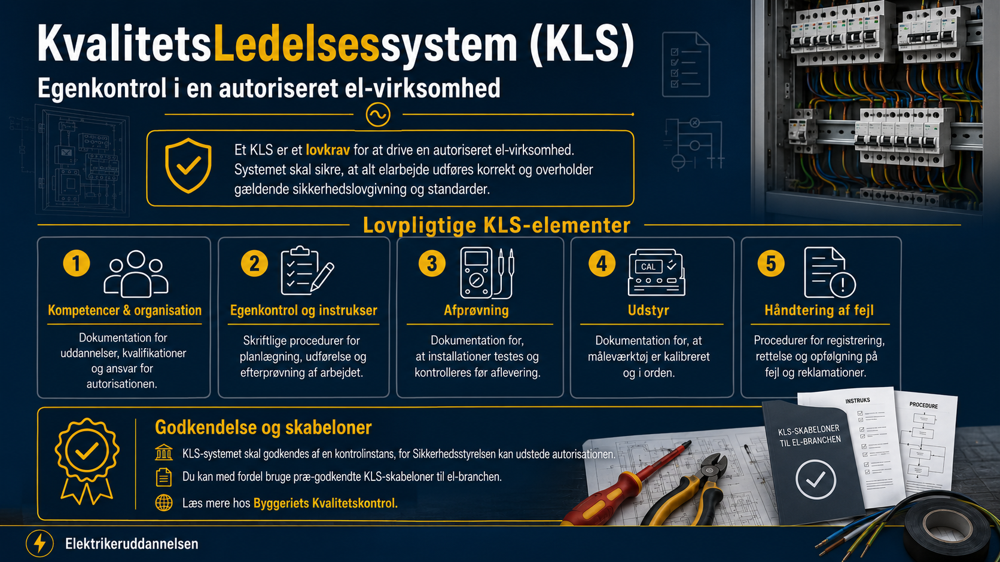 KvalitetsLedelsessystem (KLS)
Egenkontrol i en autoriseret el-virksomhed
Et KLS er et lovkrav for at drive en autoriseret el-virksomhed.
Systemet skal sikre, at alt elarbejde udføres korrekt og overholder
gældende sikkerhedslovgivning og standarder.
Lovpligtige KLS-elementer
1
Kompetencer & organisation
Dokumentation for
uddannelser, kvalifikationer
og ansvar for
autorisationen.
2
Egenkontrol og instrukser
Skriftlige procedurer for
planlægning, udførelse og
efterprøvning af arbejdet.
3
Afprøvning
Dokumentation for,
at installationer testes og
kontrolleres før aflevering.
4
CAL
Udstyr
Dokumentation for, at
måleværktøj er kalibreret
og i orden.
5
Håndtering af fejl
Procedurer for registrering,
rettelse og opfølgning på
fejl og reklamationer.
Godkendelse og skabeloner
KLS-systemet skal godkendes af en kontrolinstans, før Sikkerhedsstyrelsen kan udstede autorisationen.
Du kan med fordel bruge præ-godkendte KLS-skabeloner til el-branchen.
Læs mere hos Byggeriets Kvalitetskontrol.
KLS-SKABELONER
TIL EL-BRANCHEN
INSTRUKS
PROCEDURE
Elektrikeruddannelsen